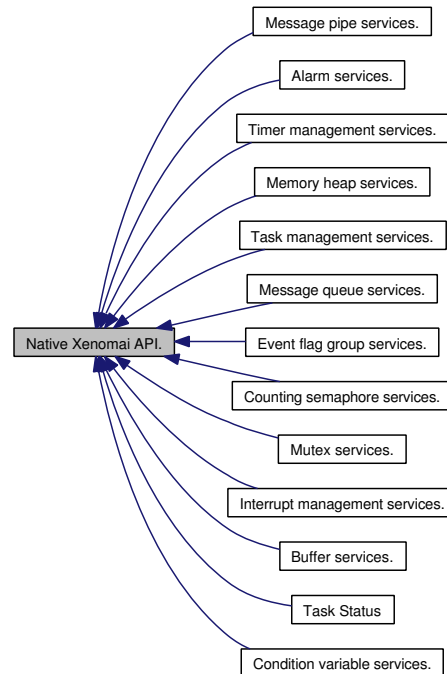 Message pipe services.
Alarm services.
Timer management services.
Memory heap services.
Task management services.
Message queue services.
Native Xenomai API.
Event flag group services.
Counting semaphore services.
Mutex services.
Interrupt management services.
Buffer services.
Task Status
Condition variable services.